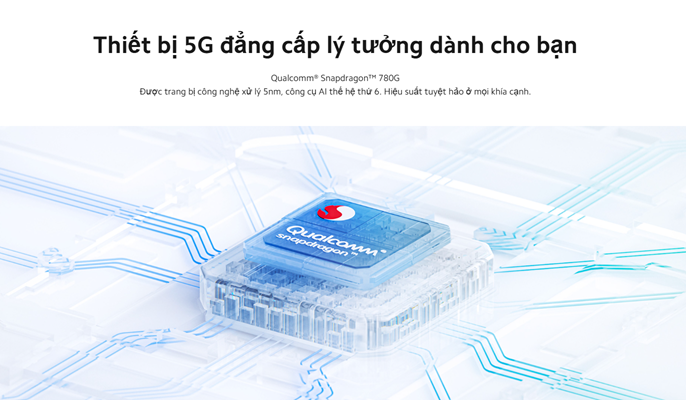 Thiết bị 5G đẳng cấp lý tưởng dành cho bạn
Qualcomm® Snapdragon™ 780G
Được trang bị công nghệ xử lý 5nm, công cụ AI thế hệ thứ 6. Hiệu suất tuyệt hảo ở mọi khía cạnh.
Qualcomm®
snapdragon™